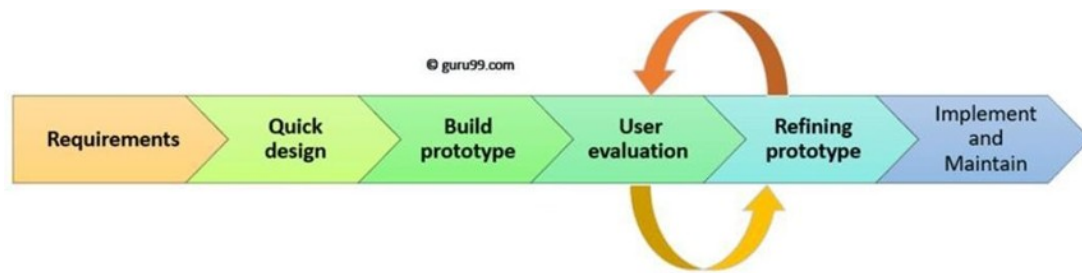 © guru99.com
Requirements
Quick
design
Build
prototype
User
evaluation
Refining
prototype
Implement
and
Maintain